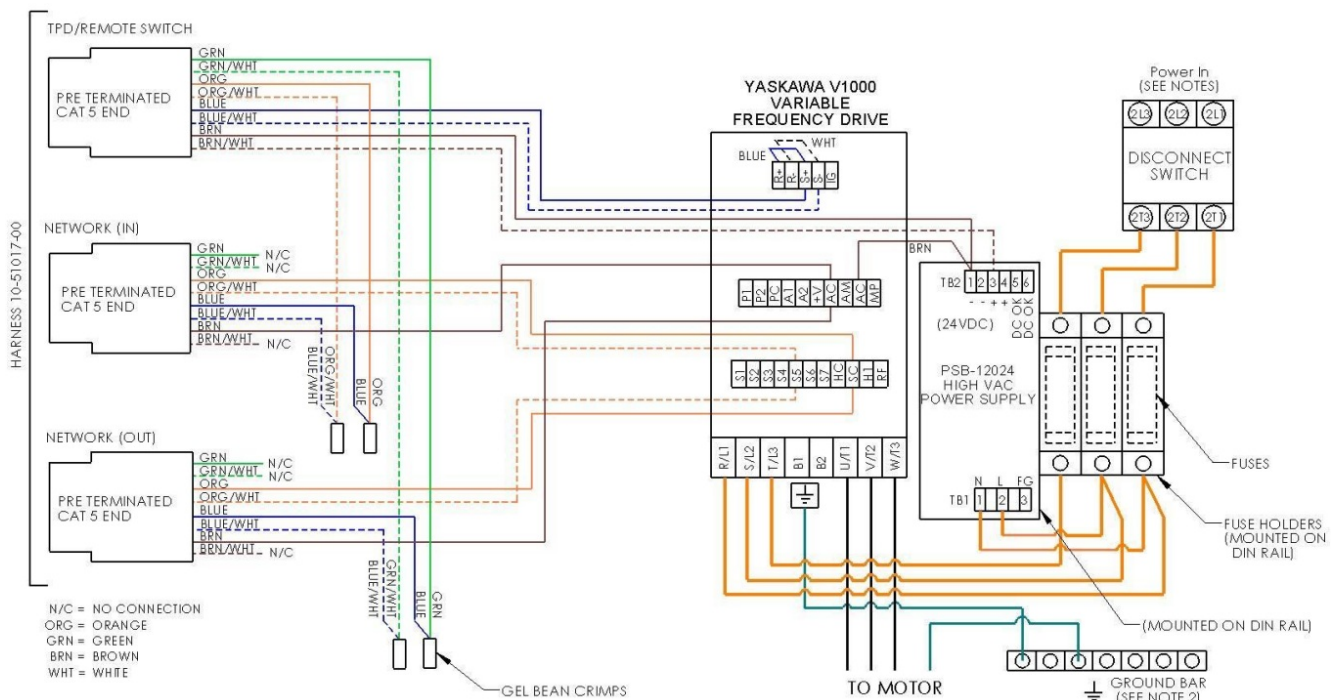 HARNESS 10-51017-00
TPD/REMOTE SWITCH
PRE TERMINATED
CAT 5 END
GRN
GRN/WHT
ORG
ORG/WHT
BLUE
BLUE/WHT
BRN
BRN/WHT
NETWORK (IN)
PRE TERMINATED
CAT 5 END
GRN
N/C
GRN/WHT
N/C
ORG
ORG/WHT
BLUE
BLUE/WHT
BRN
BRN/WHT
N/C
BLUE/WHT
ORG/WHT
BLUE
ORG
NETWORK (OUT)
PRE TERMINATED
CAT 5 END
GRN
N/C
GRN/WHT
N/C
ORG
ORG/WHT
BLUE
BLUE/WHT
BRN
BRN/WHT
N/C
BLUE/WHT
GRN/WHT
BLUE
GRN
GEL BEAN CRIMPS
N/C = NO CONNECTION
ORG = ORANGE
GRN = GREEN
BRN = BROWN
WHT = WHITE
YASKAWA V1000
VARIABLE
FREQUENCY DRIVE
WHT
BLUE
R+ R- S+ S- IG
BRN
P1 P2 PC A1 A2 +V AC AM AC MP
S1 S2 S3 S4 S5 S6 S7 HC SC H1 RF
R/L1 S/L2 T/L3 B1 B2 U/T1 V/T2 W/T3
TO MOTOR
Power In
(SEE NOTES)
2L3 2L2 2L1
DISCONNECT
SWITCH
2T3 2T2 2T1
TB2 1 2 3 4 5 6
- - + + DC OK DC OK
(24VDC)
PSB-12024
HIGH VAC
POWER SUPPLY
N L FG
TB1 1 2 3
FUSES
FUSE HOLDERS
(MOUNTED ON
DIN RAIL)
(MOUNTED ON DIN RAIL)
GROUND BAR
(SEE NOTE 2)